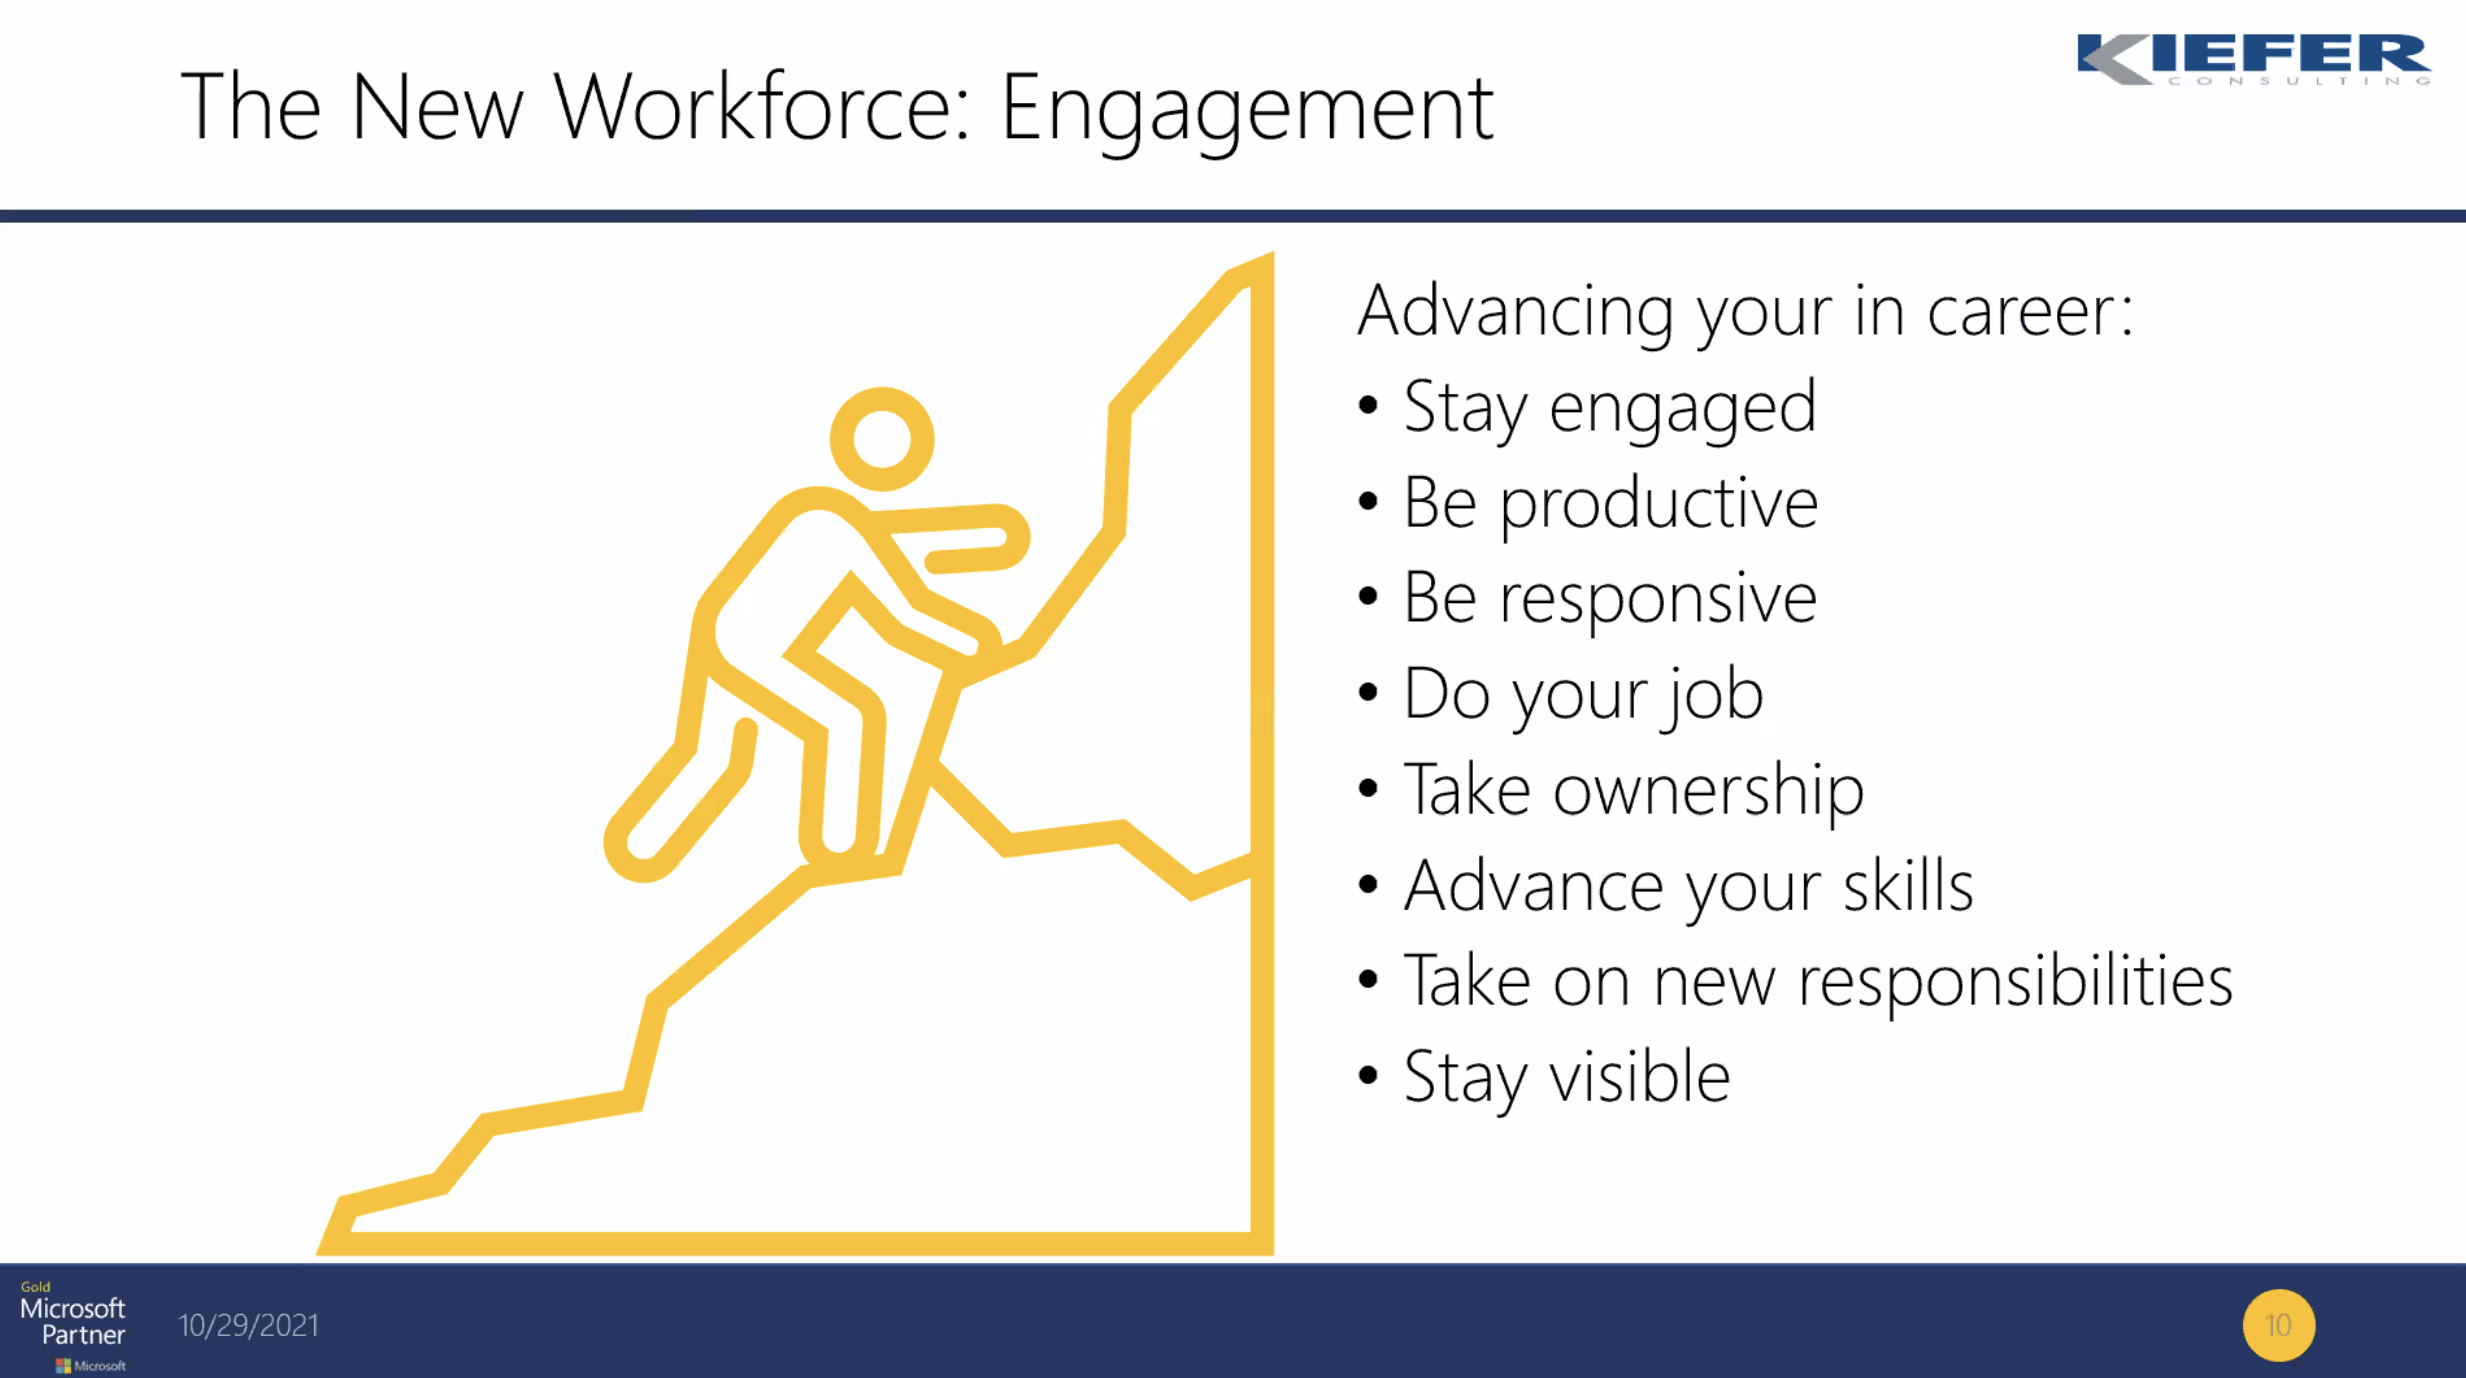 KIEFER
CONSULTING
The New Workforce: Engagement
Advancing your in career:
• Stay engaged
• Be productive
• Be responsive
• Do your job
• Take ownership
• Advance your skills
• Take on new responsibilities
• Stay visible
Gold
Microsoft
Partner
Microsoft
10/29/2021
10